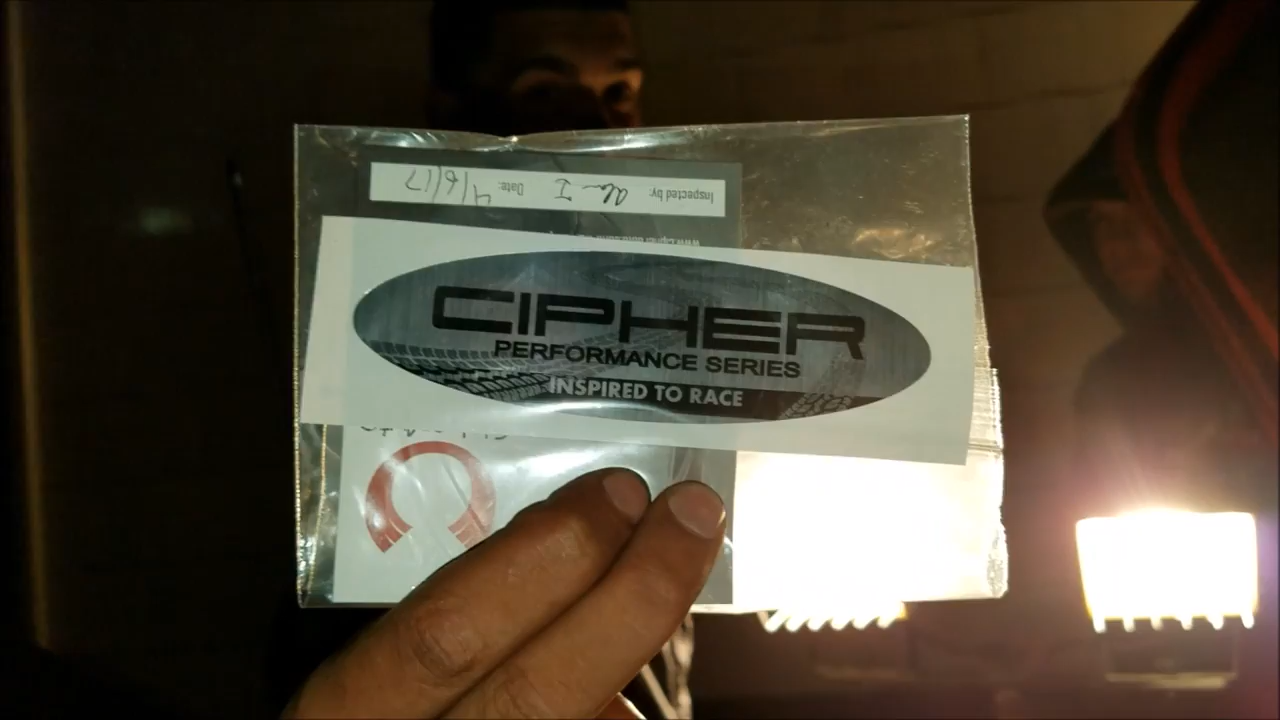 Inspected by: Date: 4/6/17
CIPHER
PERFORMANCE SERIES
INSPIRED TO RACE